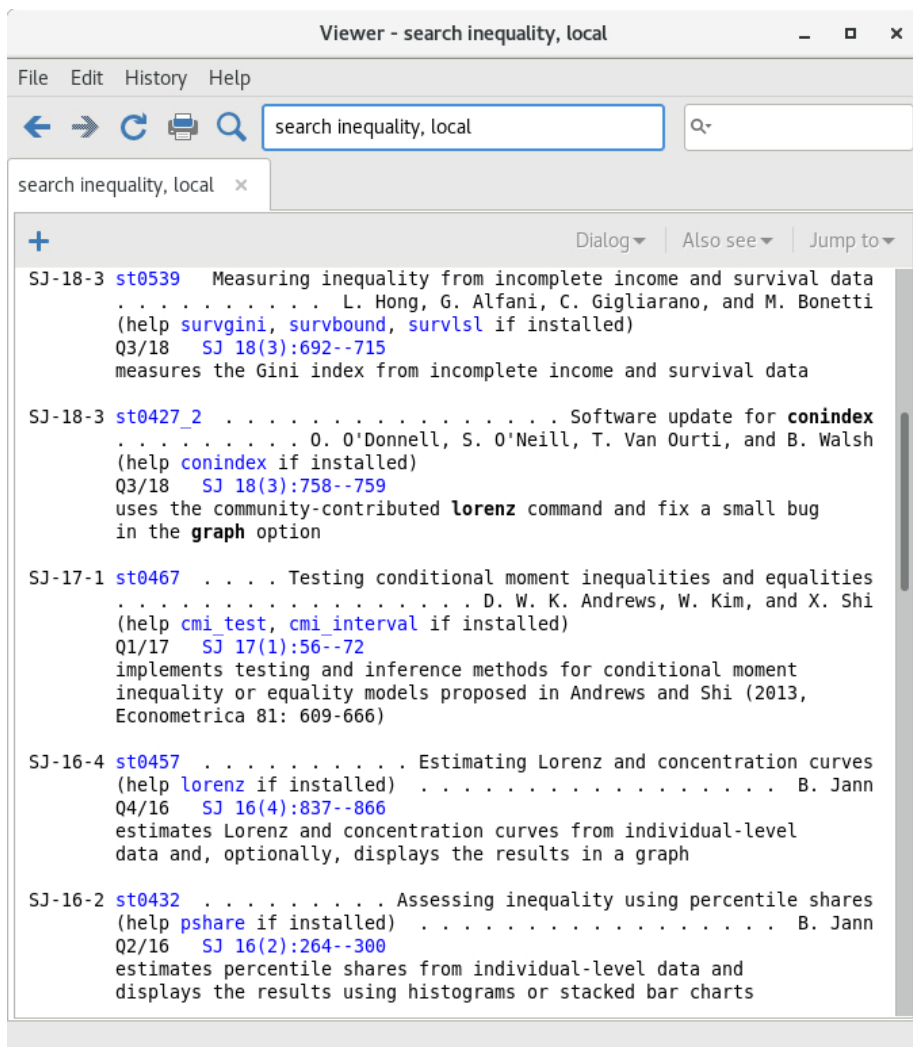 Viewer - search inequality, local
File Edit History Help
search inequality, local
search inequality, local ×
+ Dialog Also see Jump to
SJ-18-3 st0539 Measuring inequality from incomplete income and survival data
. . . . . . . . . . L. Hong, G. Alfani, C. Gigliarano, and M. Bonetti
(help survgini, survbound, survlsl if installed)
Q3/18 SJ 18(3):692--715
measures the Gini index from incomplete income and survival data
SJ-18-3 st0427_2 . . . . . . . . . . . . . . . . . Software update for conindex
. . . . . . . . . O. O'Donnell, S. O'Neill, T. Van Ourti, and B. Walsh
(help conindex if installed)
Q3/18 SJ 18(3):758--759
uses the community-contributed lorenz command and fix a small bug
in the graph option
SJ-17-1 st0467 . . . . Testing conditional moment inequalities and equalities
. . . . . . . . . . . . . . . . . D. W. K. Andrews, W. Kim, and X. Shi
(help cmi_test, cmi_interval if installed)
Q1/17 SJ 17(1):56--72
implements testing and inference methods for conditional moment
inequality or equality models proposed in Andrews and Shi (2013,
Econometrica 81: 609-666)
SJ-16-4 st0457 . . . . . . . . . . . Estimating Lorenz and concentration curves
(help lorenz if installed) . . . . . . . . . . . . . . . . . B. Jann
Q4/16 SJ 16(4):837--866
estimates Lorenz and concentration curves from individual-level
data and, optionally, displays the results in a graph
SJ-16-2 st0432 . . . . . . . . . . Assessing inequality using percentile shares
(help pshare if installed) . . . . . . . . . . . . . . . . . B. Jann
Q2/16 SJ 16(2):264--300
estimates percentile shares from individual-level data and
displays the results using histograms or stacked bar charts